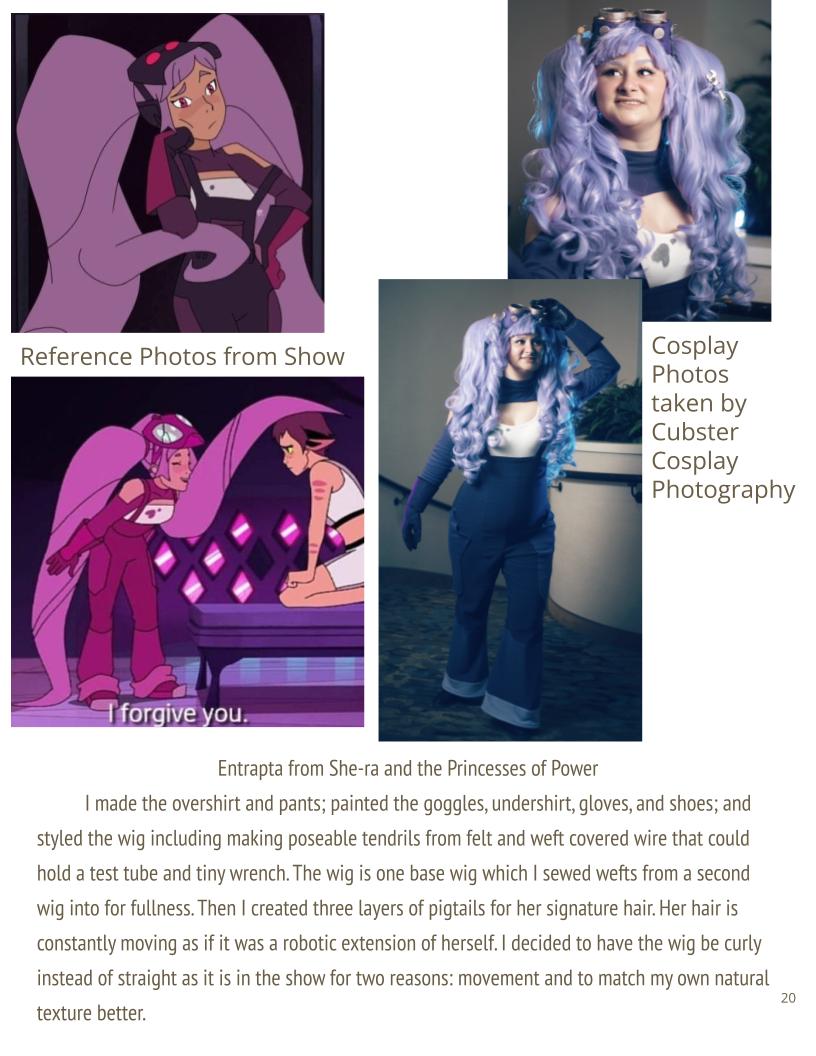 Reference Photos from Show
Cosplay
Photos
taken by
Cubster
Cosplay
Photography
I forgive you.
Entrapta from She-ra and the Princesses of Power
I made the overshirt and pants; painted the goggles, undershirt, gloves, and shoes; and
styled the wig including making poseable tendrils from felt and weft covered wire that could
hold a test tube and tiny wrench. The wig is one base wig which I sewed wefts from a second
wig into for fullness. Then I created three layers of pigtails for her signature hair. Her hair is
constantly moving as if it was a robotic extension of herself. I decided to have the wig be curly
instead of straight as it is in the show for two reasons: movement and to match my own natural
texture better.
20